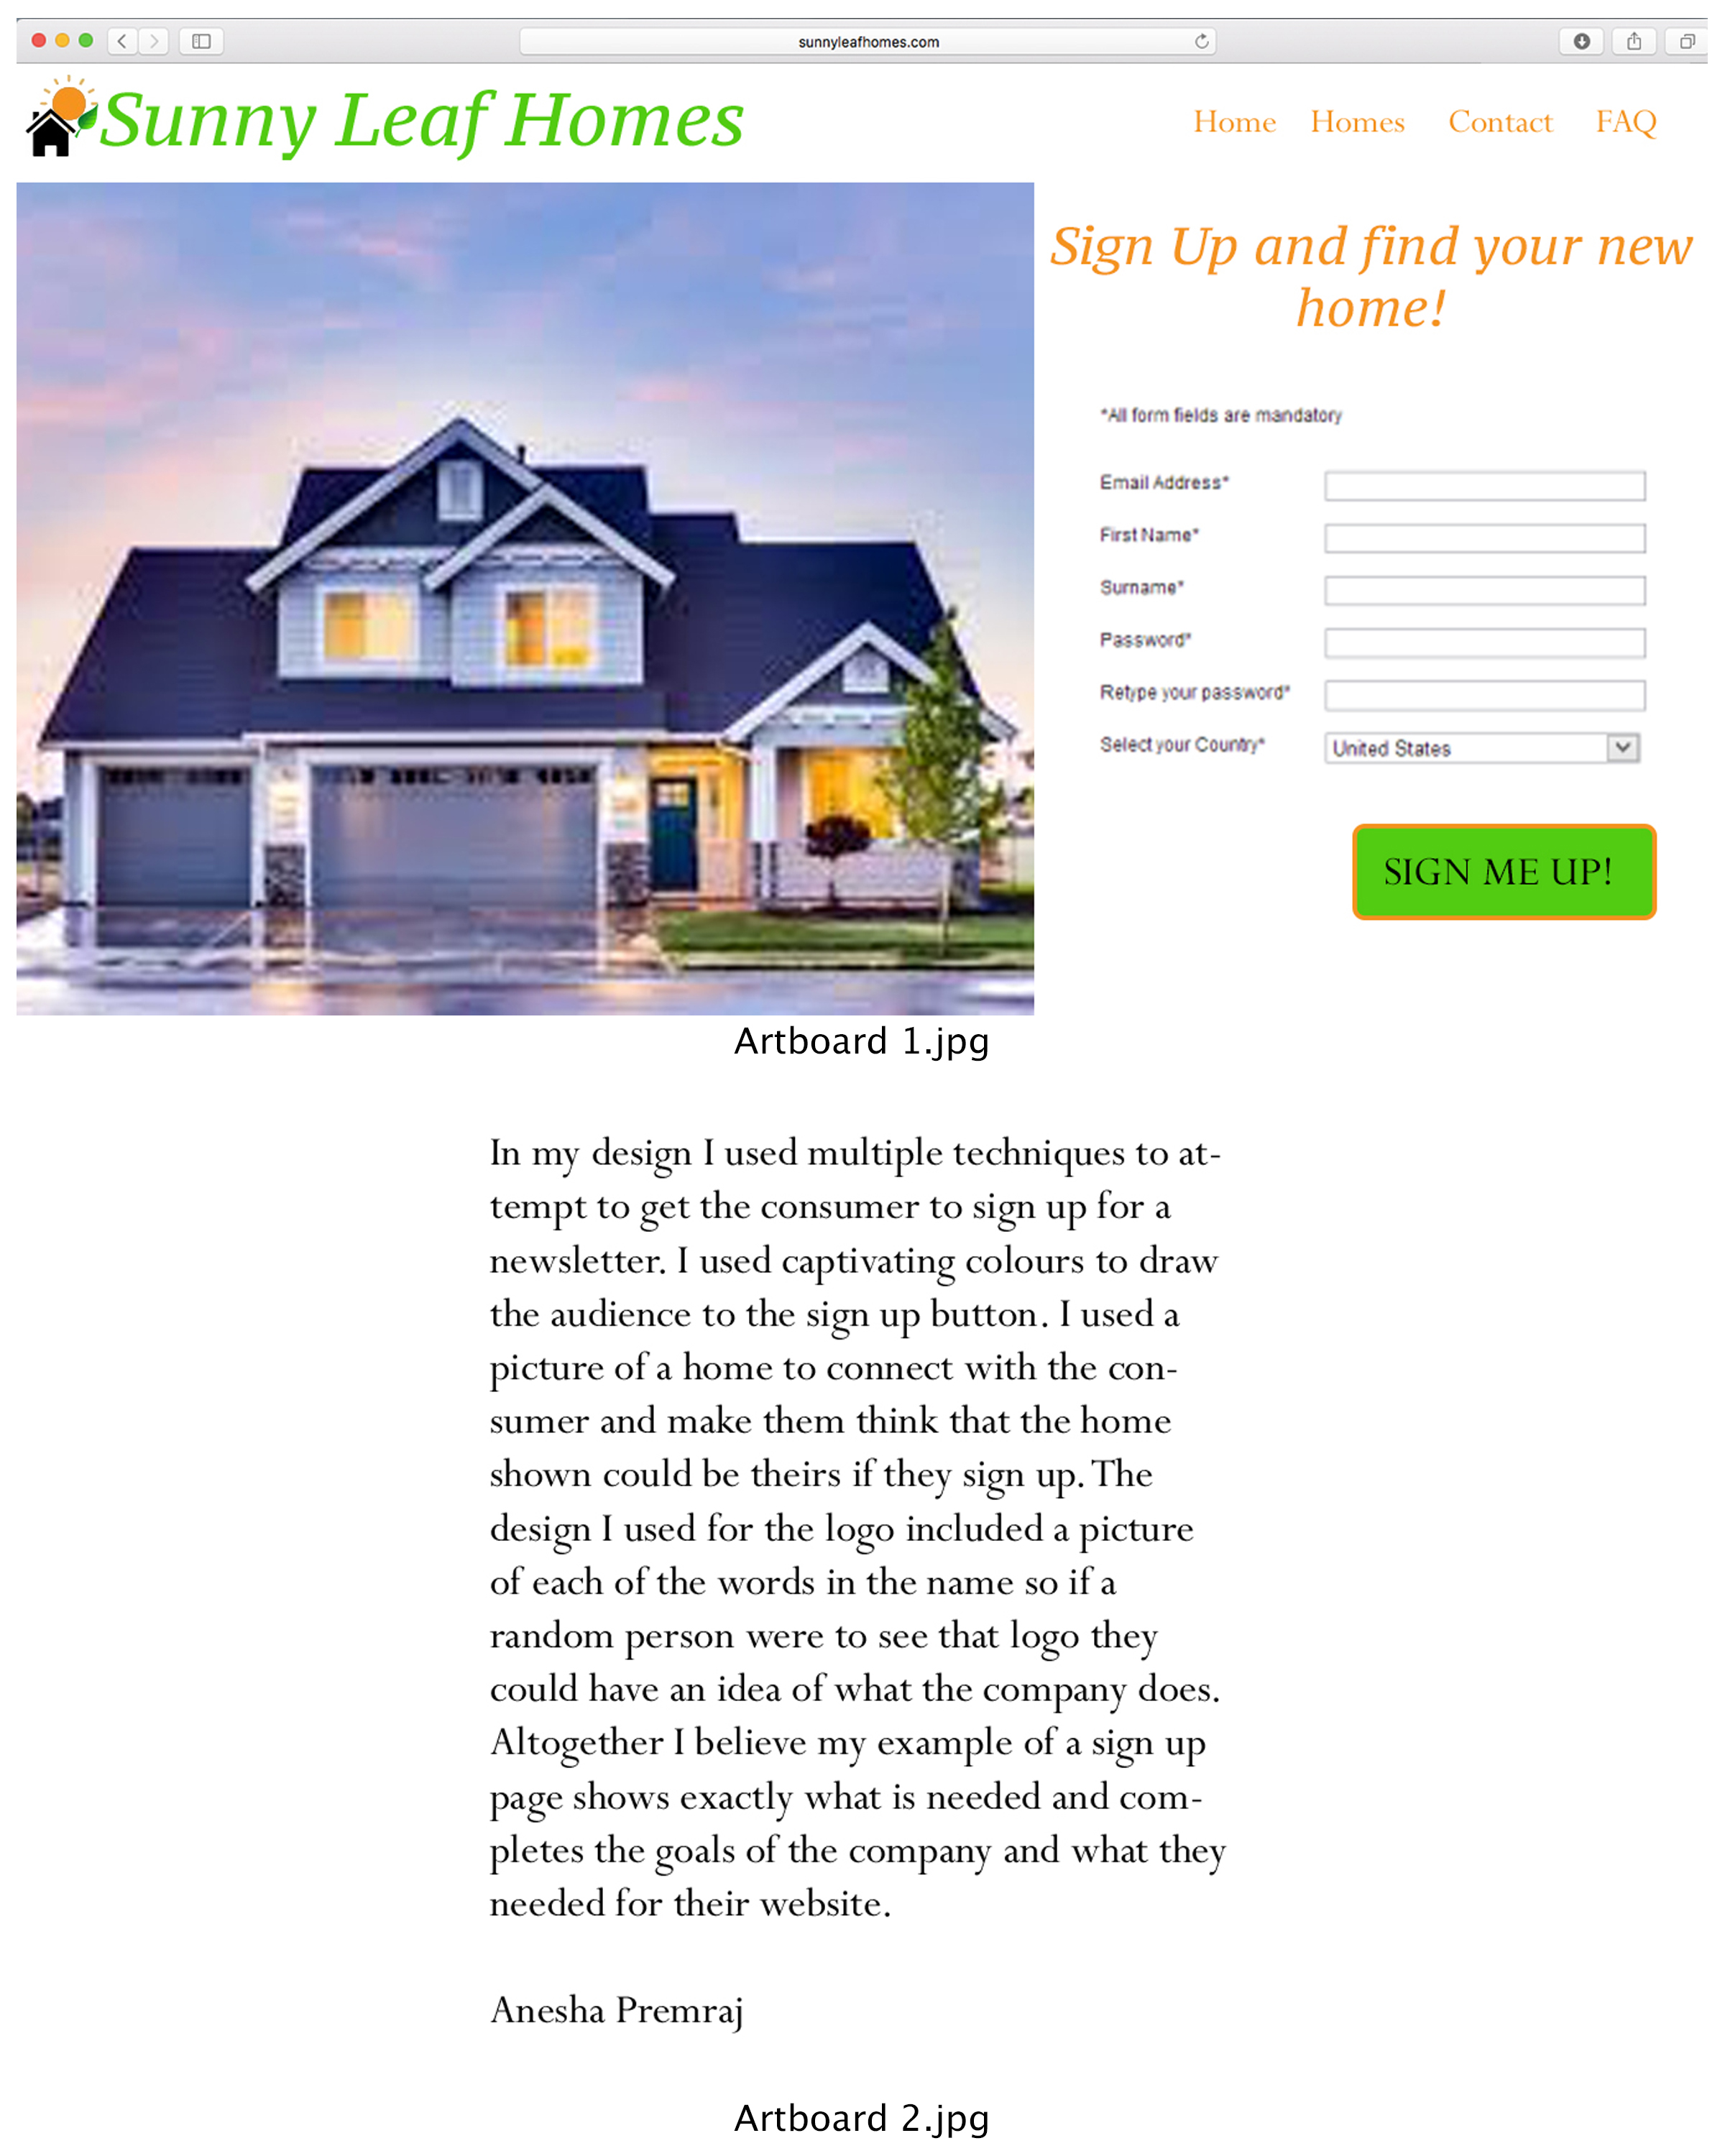 sunnyleafhomes.com
Sunny Leaf Homes
Home Homes Contact FAQ
Sign Up and find your new
home!
*All form fields are mandatory
Email Address*
First Name*
Surname*
Password*
Retype your password*
Select your Country* United States
SIGN ME UP!
Artboard 1.jpg
In my design I used multiple techniques to at-
tempt to get the consumer to sign up for a
newsletter. I used captivating colours to draw
the audience to the sign up button. I used a
picture of a home to connect with the con-
sumer and make them think that the home
shown could be theirs if they sign up. The
design I used for the logo included a picture
of each of the words in the name so if a
random person were to see that logo they
could have an idea of what the company does.
Altogether I believe my example of a sign up
page shows exactly what is needed and com-
pletes the goals of the company and what they
needed for their website.
Anesha Premraj
Artboard 2.jpg